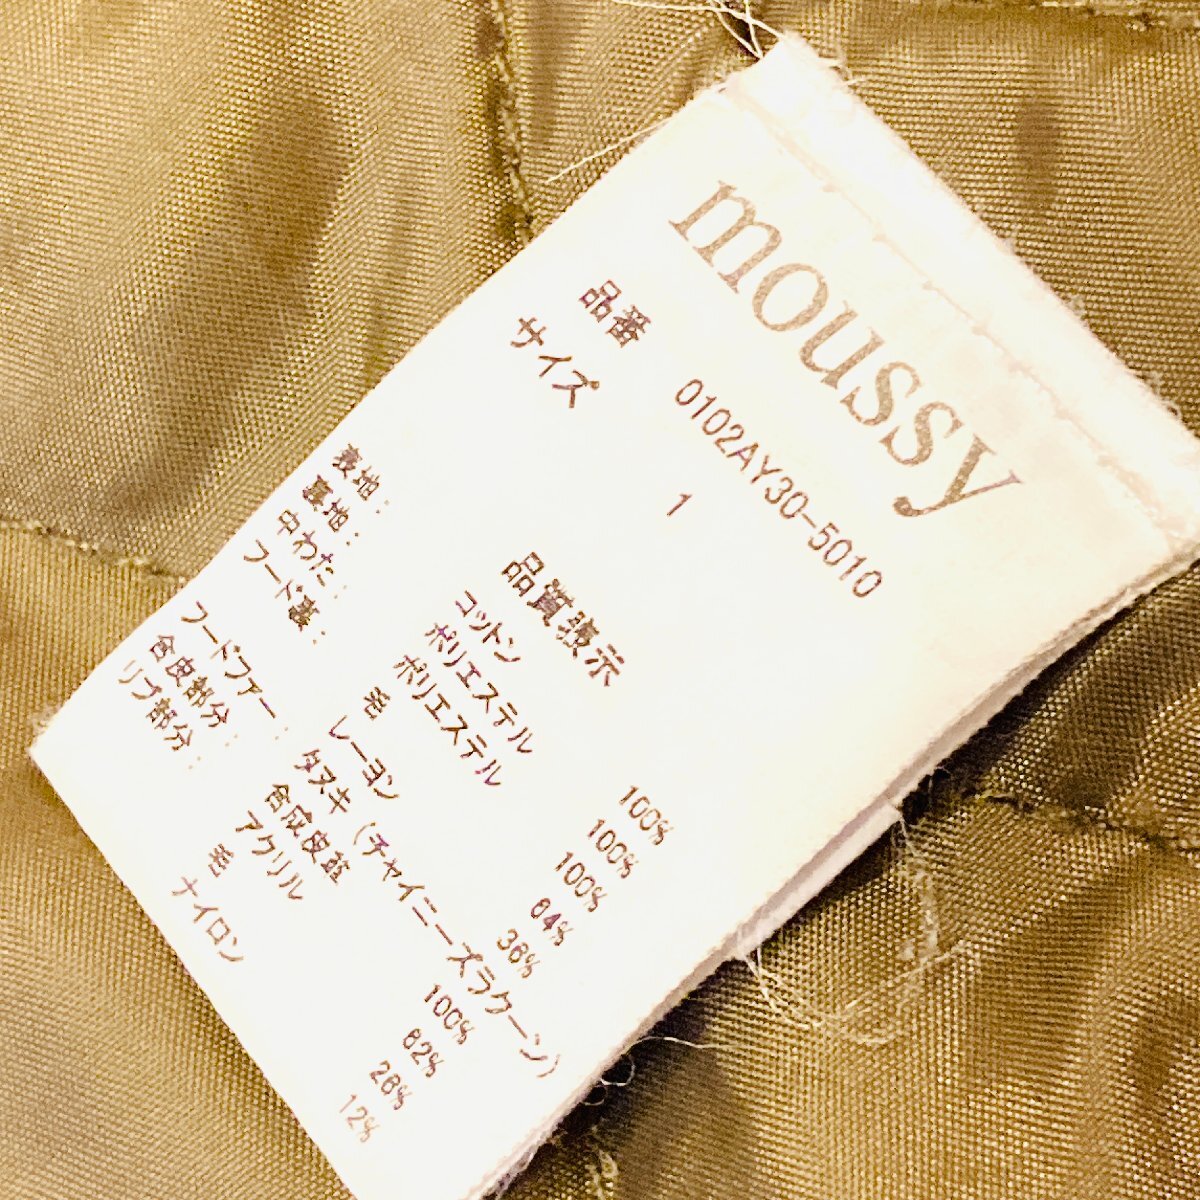 moussy
品番 0102AY30-5010
サイズ 1
品質表示
表地: コットン 100%
裏地: ポリエステル 100%
中わた: ポリエステル 100%
フード裏: 毛 64%
レーヨン 36%
フードファー: タヌキ(チャイニーズラクーン)
合皮部分: 合成皮革 100%
リブ部分: アクリル 62%
毛 26%
ナイロン 12%